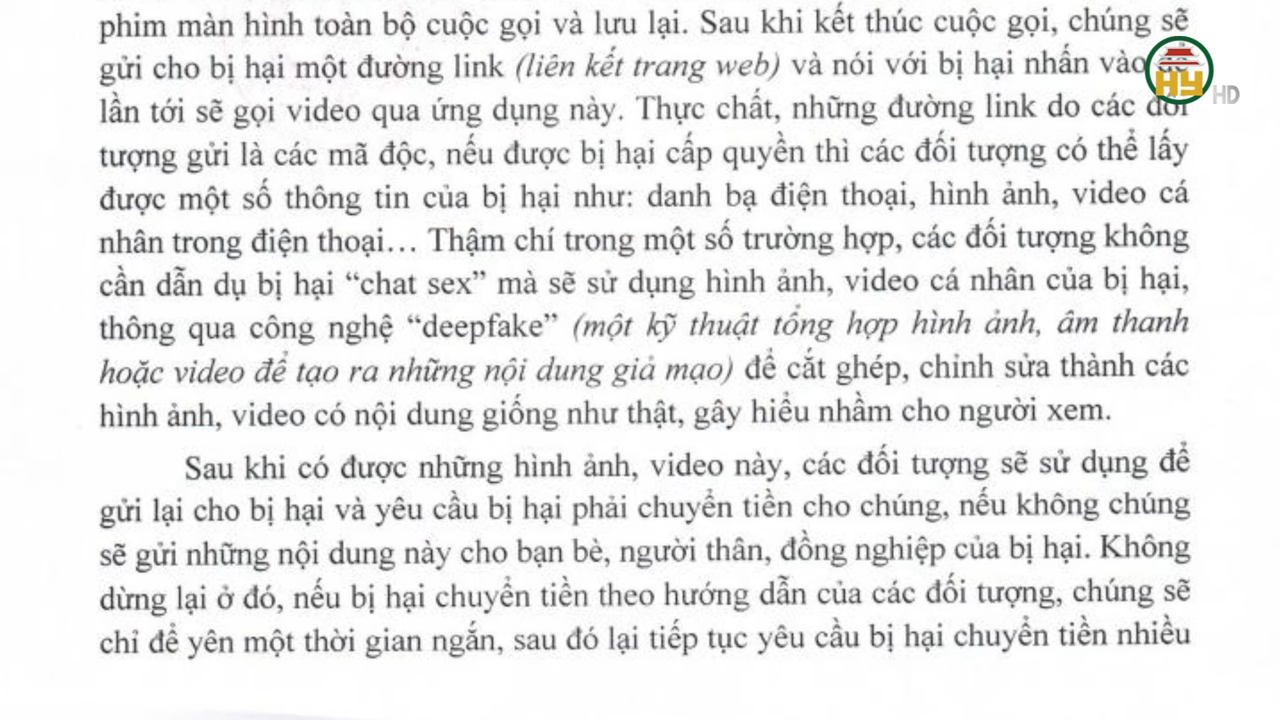 phim màn hình toàn bộ cuộc gọi và lưu lại. Sau khi kết thúc cuộc gọi, chúng sẽ
gửi cho bị hại một đường link (liên kết trang web) và nói với bị hại nhấn vào để
lần tới sẽ gọi video qua ứng dụng này. Thực chất, những đường link do các đối
tượng gửi là các mã độc, nếu được bị hại cấp quyền thì các đối tượng có thể lấy
được một số thông tin của bị hại như: danh bạ điện thoại, hình ảnh, video cá
nhân trong điện thoại... Thậm chí trong một số trường hợp, các đối tượng không
cần dẫn dụ bị hại “chat sex” mà sẽ sử dụng hình ảnh, video cá nhân của bị hại,
thông qua công nghệ “deepfake” (một kỹ thuật tổng hợp hình ảnh, âm thanh
hoặc video để tạo ra những nội dung giả mạo) để cắt ghép, chỉnh sửa thành các
hình ảnh, video có nội dung giống như thật, gây hiểu nhầm cho người xem.
Sau khi có được những hình ảnh, video này, các đối tượng sẽ sử dụng để
gửi lại cho bị hại và yêu cầu bị hại phải chuyển tiền cho chúng, nếu không chúng
sẽ gửi những nội dung này cho bạn bè, người thân, đồng nghiệp của bị hại. Không
dừng lại ở đó, nếu bị hại chuyển tiền theo hướng dẫn của các đối tượng, chúng sẽ
chỉ để yên một thời gian ngắn, sau đó lại tiếp tục yêu cầu bị hại chuyển tiền nhiều
HY HD